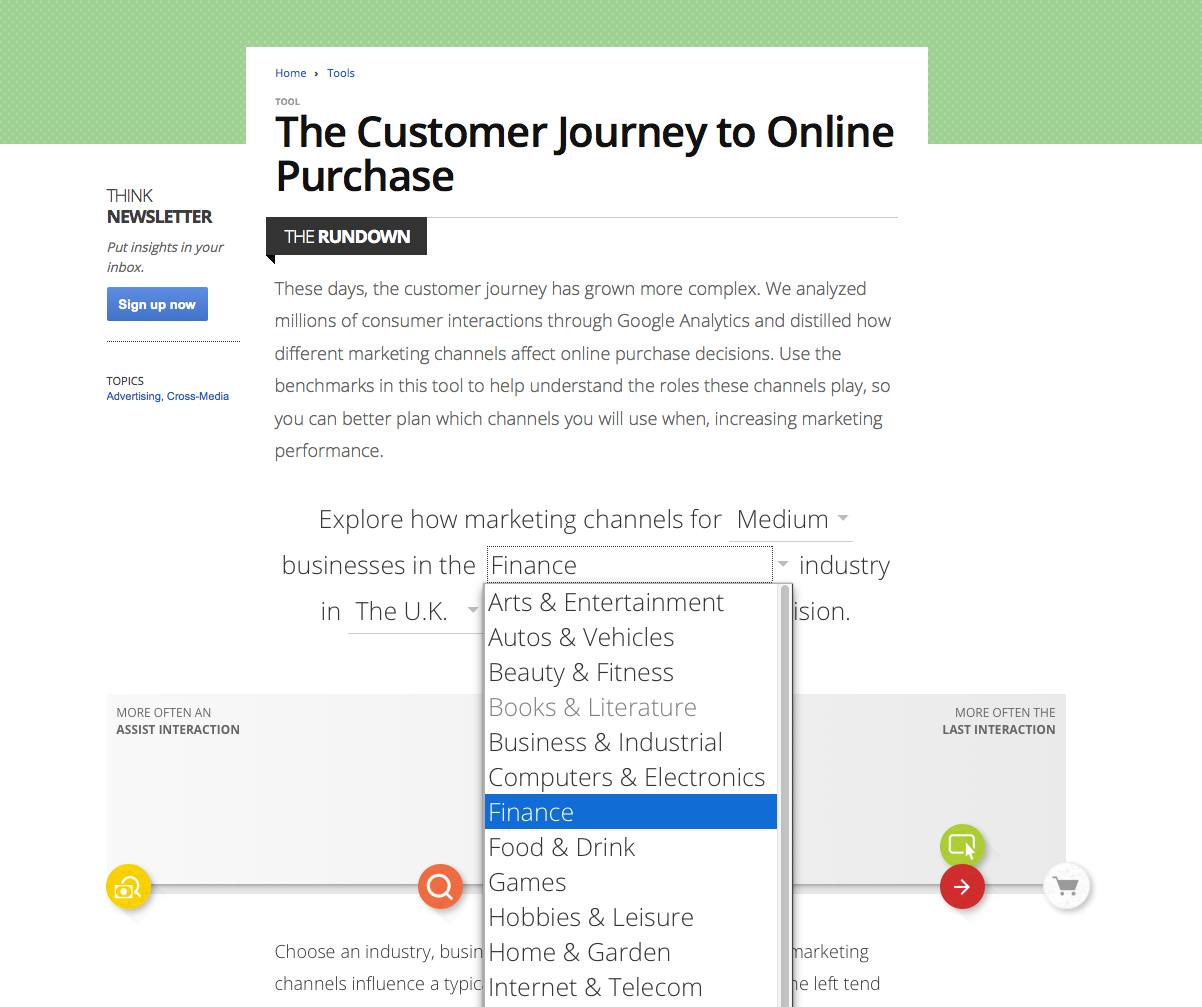 Home › Tools
TOOL
The Customer Journey to Online
Purchase
THINK
NEWSLETTER
Put insights in your
inbox.
Sign up now
TOPICS
Advertising, Cross-Media
THE RUNDOWN
These days, the customer journey has grown more complex. We analyzed
millions of consumer interactions through Google Analytics and distilled how
different marketing channels affect online purchase decisions. Use the
benchmarks in this tool to help understand the roles these channels play, so
you can better plan which channels you will use when, increasing marketing
performance.
Explore how marketing channels for Medium
businesses in the Finance industry
in The U.K. ision.
Arts & Entertainment
Autos & Vehicles
Beauty & Fitness
Books & Literature
Business & Industrial
Computers & Electronics
Finance
Food & Drink
Games
Hobbies & Leisure
Home & Garden
Internet & Telecom
MORE OFTEN AN
ASSIST INTERACTION
MORE OFTEN THE
LAST INTERACTION
Choose an industry, busin marketing
channels influence a typic he left tend